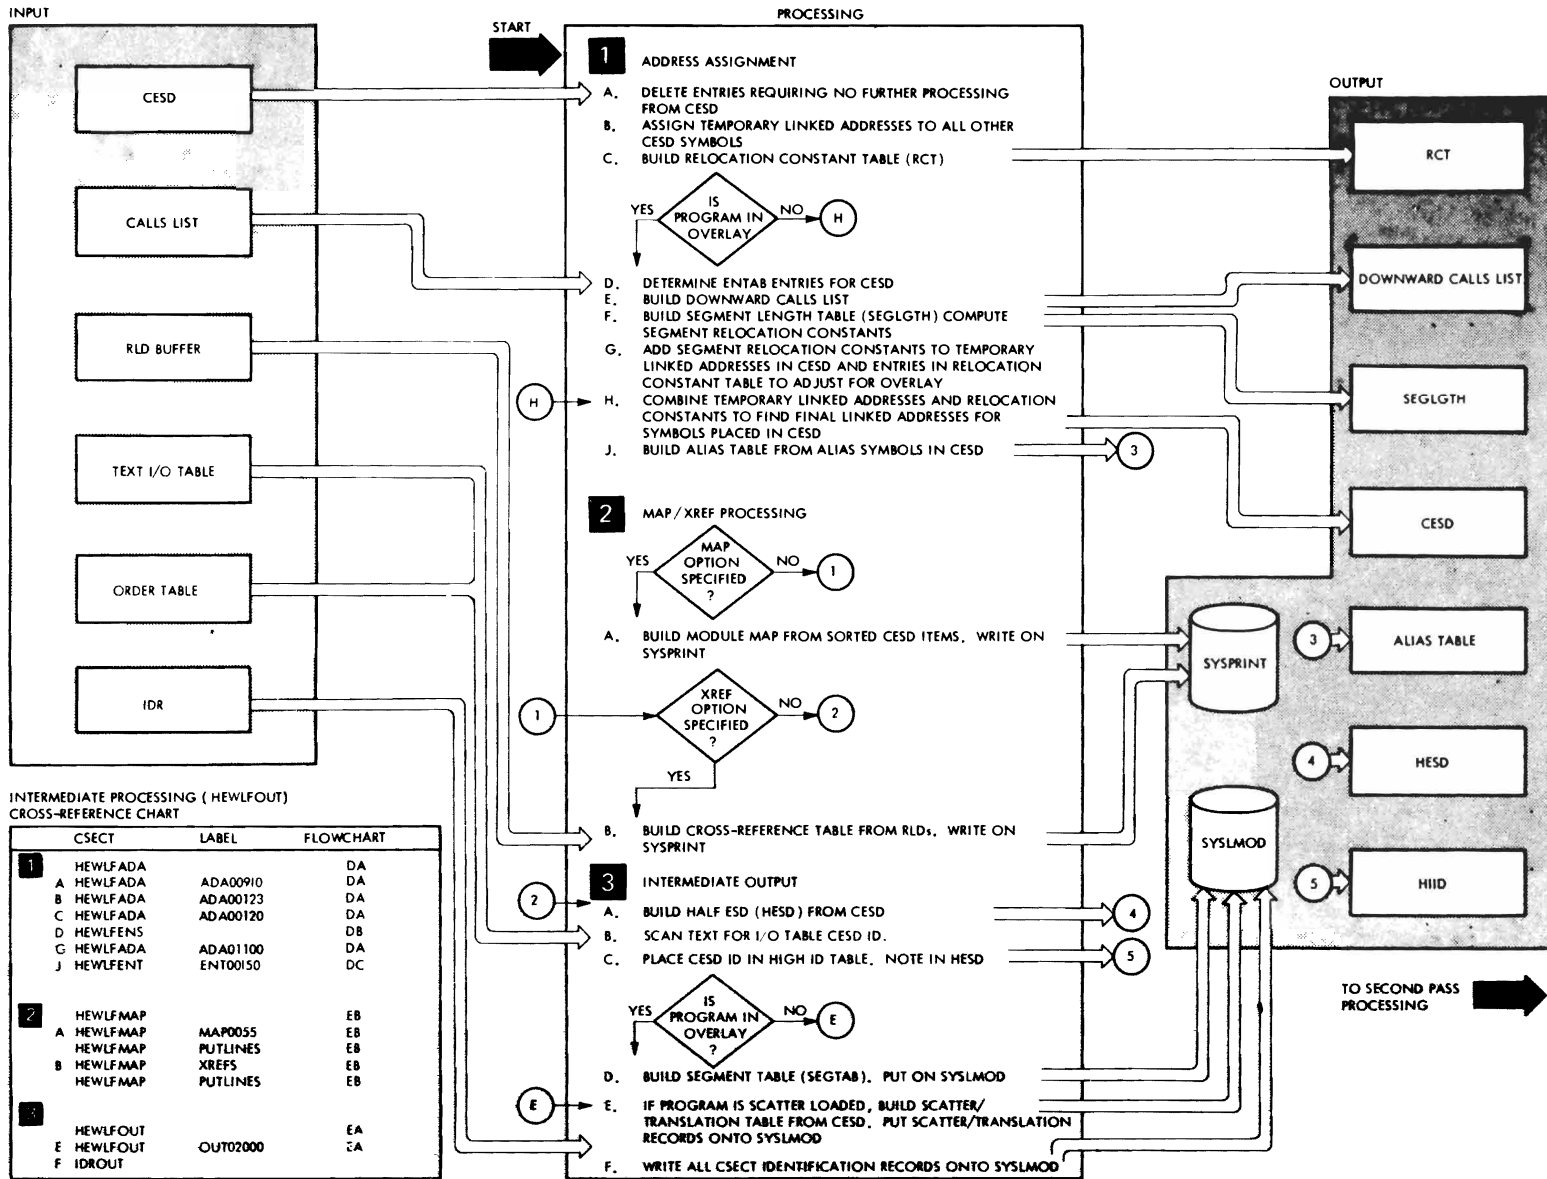 INPUT
PROCESSING
START
OUTPUT
CESD
CALLS LIST
RLD BUFFER
TEXT I/O TABLE
ORDER TABLE
IDR
1 ADDRESS ASSIGNMENT
A. DELETE ENTRIES REQUIRING NO FURTHER PROCESSING
FROM CESD
B. ASSIGN TEMPORARY LINKED ADDRESSES TO ALL OTHER
CESD SYMBOLS
C. BUILD RELOCATION CONSTANT TABLE (RCT)
IS
PROGRAM IN
OVERLAY
YES
NO
H
D. DETERMINE ENTAB ENTRIES FOR CESD
E. BUILD DOWNWARD CALLS LIST
F. BUILD SEGMENT LENGTH TABLE (SEGLGTH) COMPUTE
SEGMENT RELOCATION CONSTANTS
G. ADD SEGMENT RELOCATION CONSTANTS TO TEMPORARY
LINKED ADDRESSES IN CESD AND ENTRIES IN RELOCATION
CONSTANT TABLE TO ADJUST FOR OVERLAY
H
H. COMBINE TEMPORARY LINKED ADDRESSES AND RELOCATION
CONSTANTS TO FIND FINAL LINKED ADDRESSES FOR
SYMBOLS PLACED IN CESD
J. BUILD ALIAS TABLE FROM ALIAS SYMBOLS IN CESD
3
2 MAP/XREF PROCESSING
MAP
OPTION
SPECIFIED
?
YES
NO
1
A. BUILD MODULE MAP FROM SORTED CESD ITEMS. WRITE ON
SYSPRINT
1
XREF
OPTION
SPECIFIED
?
NO
2
YES
B. BUILD CROSS-REFERENCE TABLE FROM RLDs. WRITE ON
SYSPRINT
3 INTERMEDIATE OUTPUT
2
A. BUILD HALF ESD (HESD) FROM CESD
4
B. SCAN TEXT FOR I/O TABLE CESD ID.
C. PLACE CESD ID IN HIGH ID TABLE. NOTE IN HESD
5
IS
PROGRAM IN
OVERLAY
?
YES
NO
E
D. BUILD SEGMENT TABLE (SEGTAB). PUT ON SYSLMOD
E
E. IF PROGRAM IS SCATTER LOADED, BUILD SCATTER/
TRANSLATION TABLE FROM CESD. PUT SCATTER/TRANSLATION
RECORDS ONTO SYSLMOD
F. WRITE ALL CSECT IDENTIFICATION RECORDS ONTO SYSLMOD
RCT
DOWNWARD CALLS LIST
SEGLGTH
CESD
SYSPRINT
3
ALIAS TABLE
4
HESD
SYSLMOD
5
HIID
TO SECOND PASS
PROCESSING
INTERMEDIATE PROCESSING (HEWLFOUT)
CROSS-REFERENCE CHART
CSECT LABEL FLOWCHART
1 HEWLFADA DA
A HEWLFADA ADA00910 DA
B HEWLFADA ADA00123 DA
C HEWLFADA ADA00120 DA
D HEWLFENS DB
G HEWLFADA ADA01100 DA
J HEWLFENT ENT00150 DC
2 HEWLFMAP EB
A HEWLFMAP MAP0055 EB
HEWLFMAP PUTLINES EB
B HEWLFMAP XREFS EB
HEWLFMAP PUTLINES EB
3
HEWLFOUT EA
E HEWLFOUT OUT02000 EA
F IDROUT